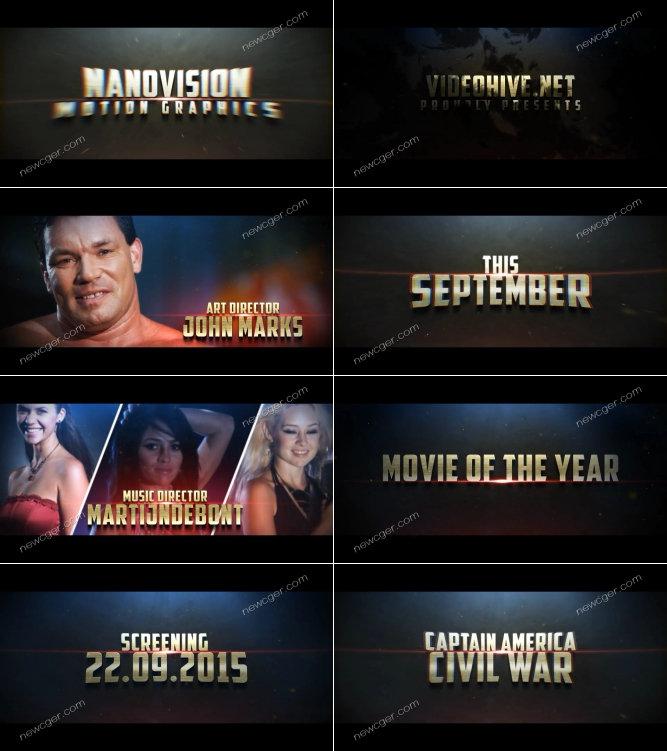 newcger.com
NANOVISION
MOTION GRAPHICS
newcger.com
newcger.com
VIDEOHIVE.NET
PROUDLY PRESENTS
newcger.com
newcger.com
ART DIRECTOR
JOHN MARKS
newcger.com
newcger.com
THIS
SEPTEMBER
newcger.com
newcger.com
MUSIC DIRECTOR
MARTIJNDEBONT
newcger.com
newcger.com
MOVIE OF THE YEAR
newcger.com
newcger.com
SCREENING
22.09.2015
newcger.com
newcger.com
CAPTAIN AMERICA
CIVIL WAR
newcger.com